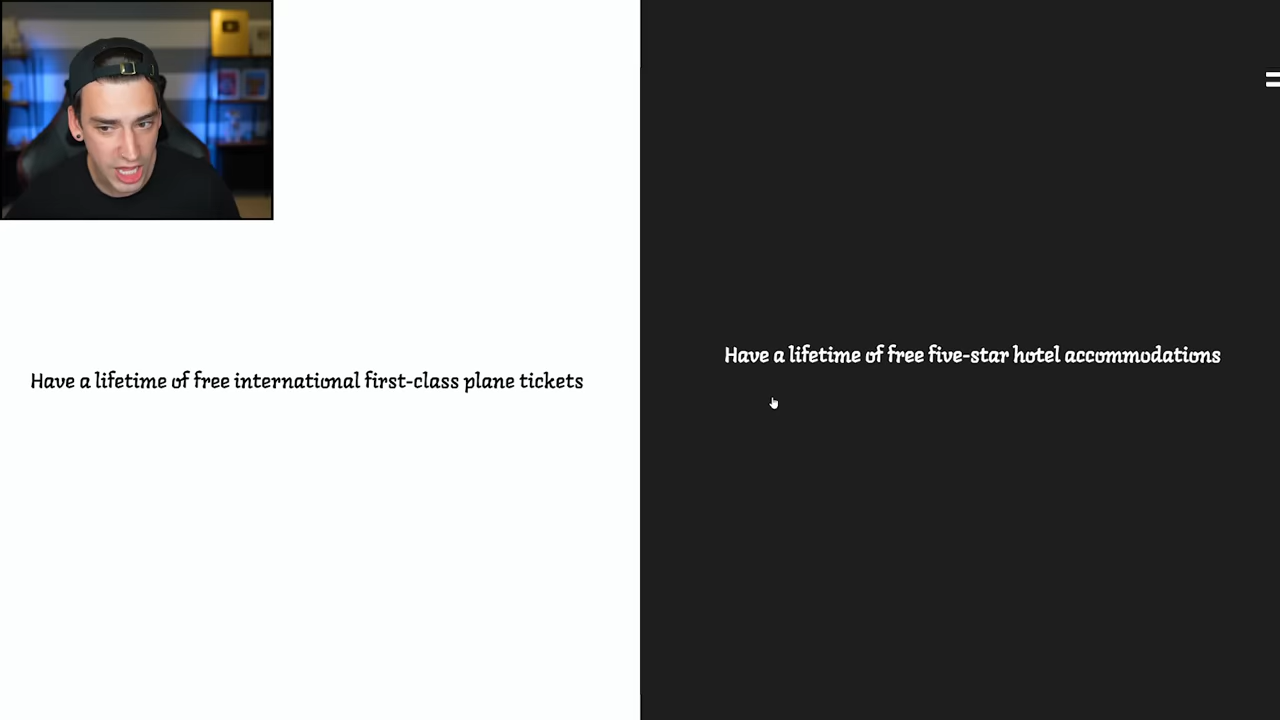 Have a lifetime of free international first-class plane tickets
Have a lifetime of free five-star hotel accommodations